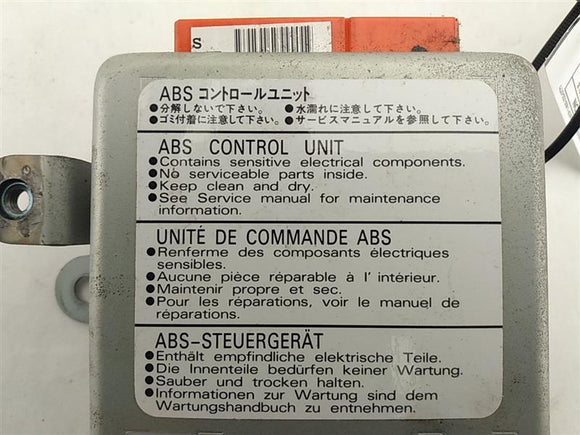 S
ABS コントロールユニット
●分解しないで下さい。 ●水濡れに注意して下さい。
●ゴミ付着に注意して下さい。 ●サービスマニュアルを参照して下さい。
ABS CONTROL UNIT
●Contains sensitive electrical components.
●No serviceable parts inside.
●Keep clean and dry.
●See Service manual for maintenance
information.
UNITÉ DE COMMANDE ABS
●Renferme des composants électriques
sensibles.
●Aucune pièce réparable à l' intérieur.
●Maintenir propre et sec.
●Pour les réparations, voir le manuel de
réparations.
ABS-STEUERGERÄT
●Enthält empfindliche elektrische Teile.
●Die Innenteile bedürfen keiner Wartung.
●Sauber und trocken halten.
●Informationen zur Wartung sind dem
Wartungshandbuch zu entnehmen.